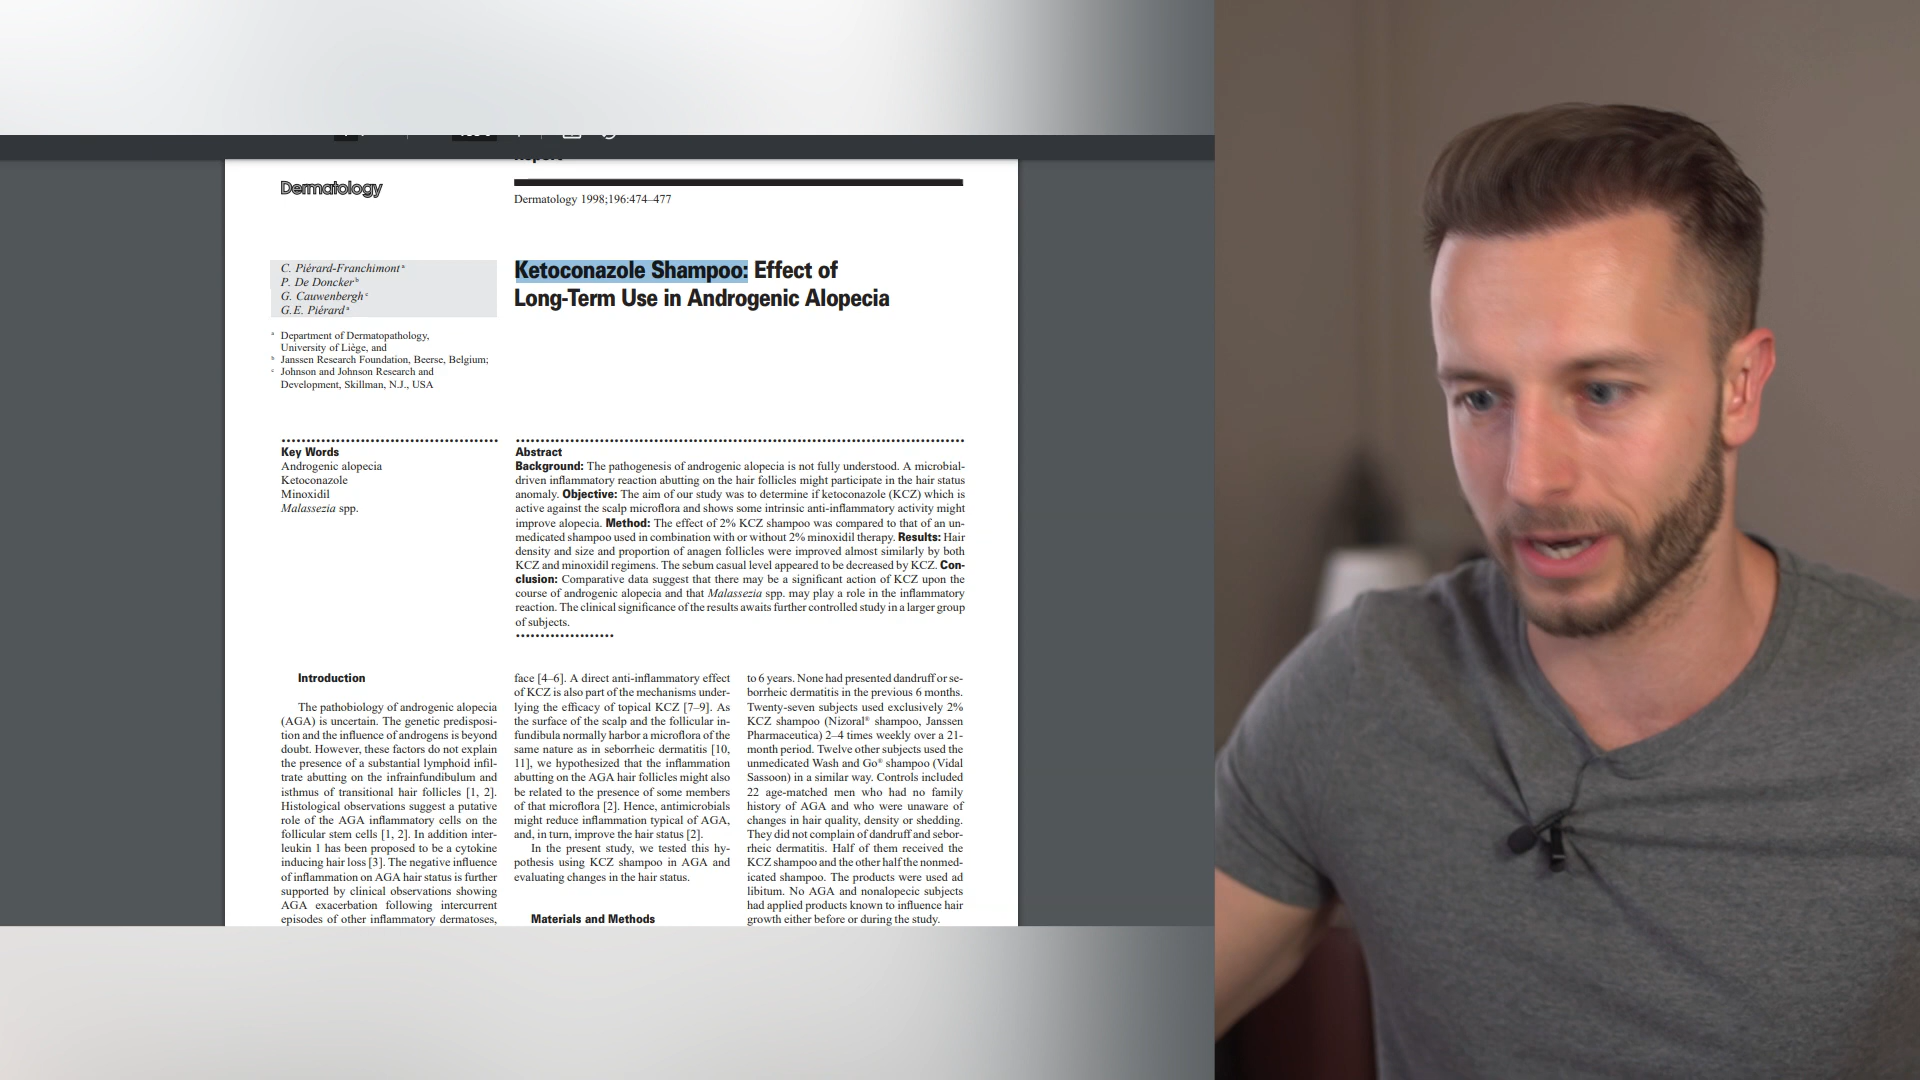 Dermatology
Dermatology 1998;196:474–477
C. Piérard-Franchimont a
P. De Doncker b
G. Cauwenbergh c
G.E. Piérard a
Ketoconazole Shampoo: Effect of
Long-Term Use in Androgenic Alopecia
a Department of Dermatopathology,
University of Liège, and
b Janssen Research Foundation, Beerse, Belgium;
c Johnson and Johnson Research and
Development, Skillman, N.J., USA
Key Words
Androgenic alopecia
Ketoconazole
Minoxidil
Malassezia spp.
Abstract
Background: The pathogenesis of androgenic alopecia is not fully understood. A microbial-
driven inflammatory reaction abutting on the hair follicles might participate in the hair status
anomaly. Objective: The aim of our study was to determine if ketoconazole (KCZ) which is
active against the scalp microflora and shows some intrinsic anti-inflammatory activity might
improve alopecia. Method: The effect of 2% KCZ shampoo was compared to that of an un-
medicated shampoo used in combination with or without 2% minoxidil therapy. Results: Hair
density and size and proportion of anagen follicles were improved almost similarly by both
KCZ and minoxidil regimens. The sebum casual level appeared to be decreased by KCZ. Con-
clusion: Comparative data suggest that there may be a significant action of KCZ upon the
course of androgenic alopecia and that Malassezia spp. may play a role in the inflammatory
reaction. The clinical significance of the results awaits further controlled study in a larger group
of subjects.
Introduction
The pathobiology of androgenic alopecia
(AGA) is uncertain. The genetic predisposi-
tion and the influence of androgens is beyond
doubt. However, these factors do not explain
the presence of a substantial lymphoid infil-
trate abutting on the infrainfundibulum and
isthmus of transitional hair follicles [1, 2].
Histological observations suggest a putative
role of the AGA inflammatory cells on the
follicular stem cells [1, 2]. In addition inter-
leukin 1 has been proposed to be a cytokine
inducing hair loss [3]. The negative influence
of inflammation on AGA hair status is further
supported by clinical observations showing
AGA exacerbation following intercurrent
episodes of other inflammatory dermatoses,
face [4–6]. A direct anti-inflammatory effect
of KCZ is also part of the mechanisms under-
lying the efficacy of topical KCZ [7–9]. As
the surface of the scalp and the follicular in-
fundibula normally harbor a microflora of the
same nature as in seborrheic dermatitis [10,
11], we hypothesized that the inflammation
abutting on the AGA hair follicles might also
be related to the presence of some members
of that microflora [2]. Hence, antimicrobials
might reduce inflammation typical of AGA,
and, in turn, improve the hair status [2].
In the present study, we tested this hy-
pothesis using KCZ shampoo in AGA and
evaluating changes in the hair status.
Materials and Methods
to 6 years. None had presented dandruff or se-
borrheic dermatitis in the previous 6 months.
Twenty-seven subjects used exclusively 2%
KCZ shampoo (Nizoral® shampoo, Janssen
Pharmaceutica) 2–4 times weekly over a 21-
month period. Twelve other subjects used the
unmedicated Wash and Go® shampoo (Vidal
Sassoon) in a similar way. Controls included
22 age-matched men who had no family
history of AGA and who were unaware of
changes in hair quality, density or shedding.
They did not complain of dandruff and sebor-
rheic dermatitis. Half of them received the
KCZ shampoo and the other half the nonmed-
icated shampoo. The products were used ad
libitum. No AGA and nonalopecic subjects
had applied products known to influence hair
growth either before or during the study.